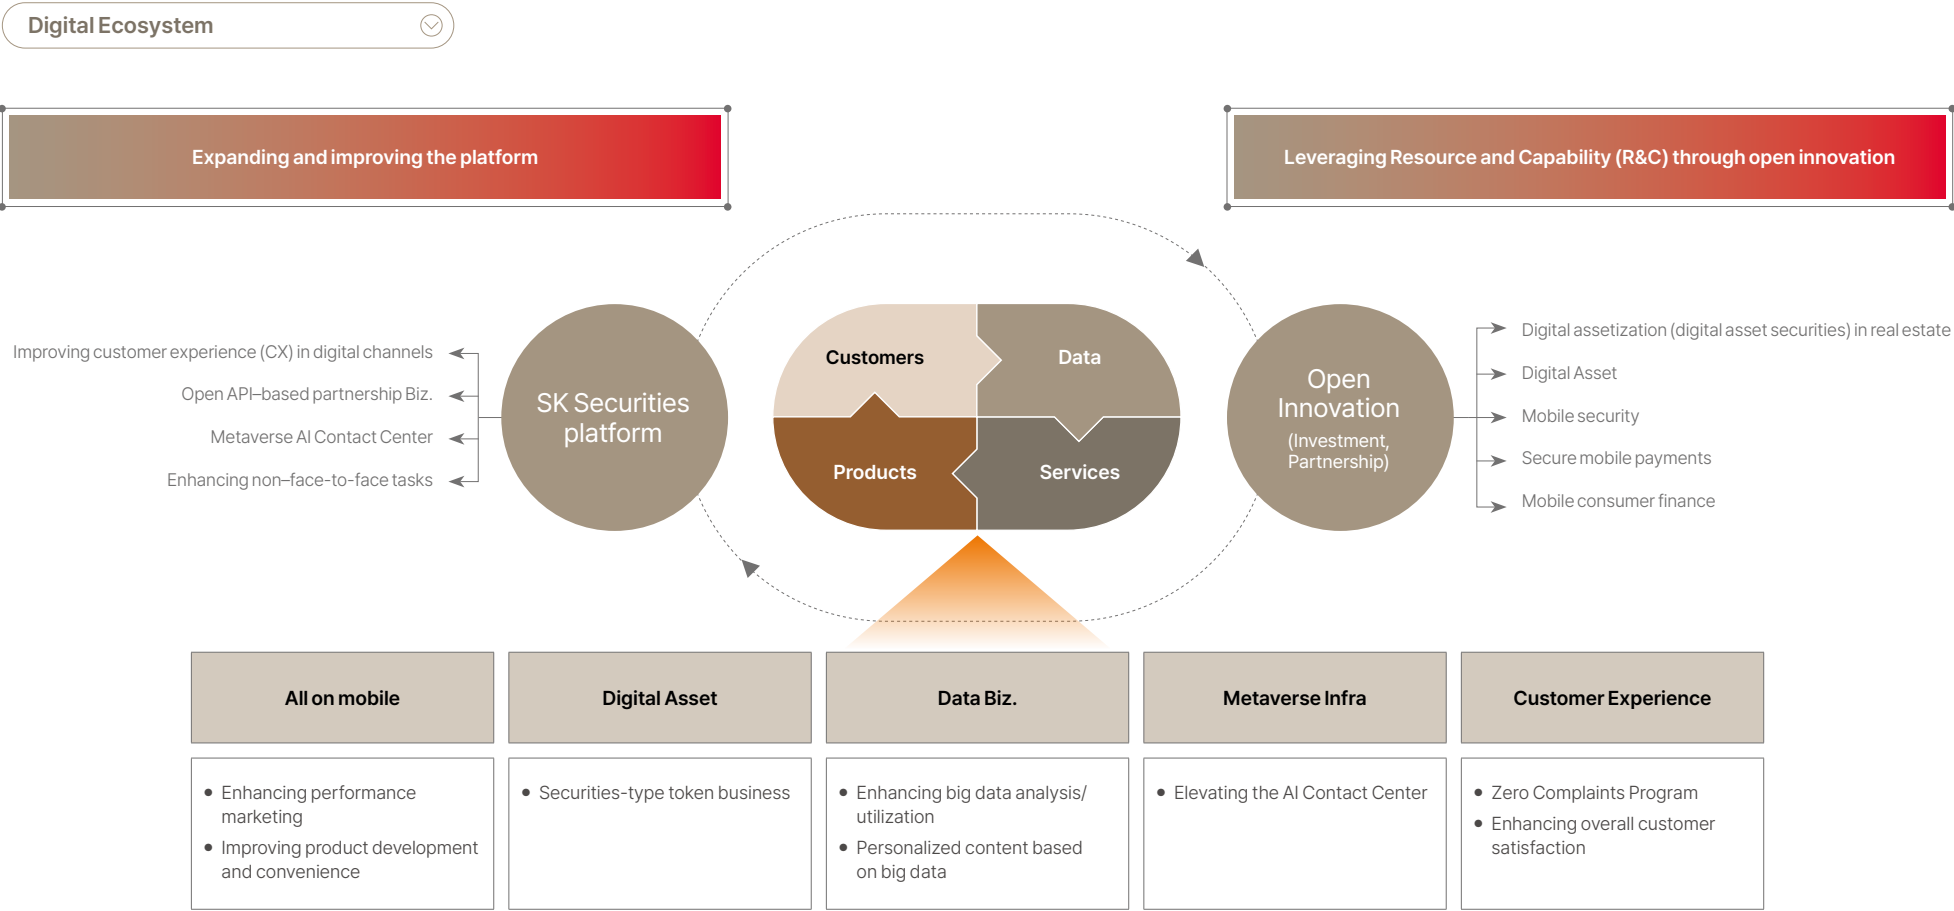 Digital Ecosystem
Expanding and improving the platform
Leveraging Resource and Capability (R&C) through open innovation
Improving customer experience (CX) in digital channels
Open API–based partnership Biz.
Metaverse AI Contact Center
Enhancing non–face-to-face tasks
SK Securities
platform
Customers
Data
Products
Services
Open
Innovation
(Investment,
Partnership)
Digital assetization (digital asset securities) in real estate
Digital Asset
Mobile security
Secure mobile payments
Mobile consumer finance
All on mobile
• Enhancing performance
marketing
• Improving product development
and convenience
Digital Asset
• Securities-type token business
Data Biz.
• Enhancing big data analysis/
utilization
• Personalized content based
on big data
Metaverse Infra
• Elevating the AI Contact Center
Customer Experience
• Zero Complaints Program
• Enhancing overall customer
satisfaction